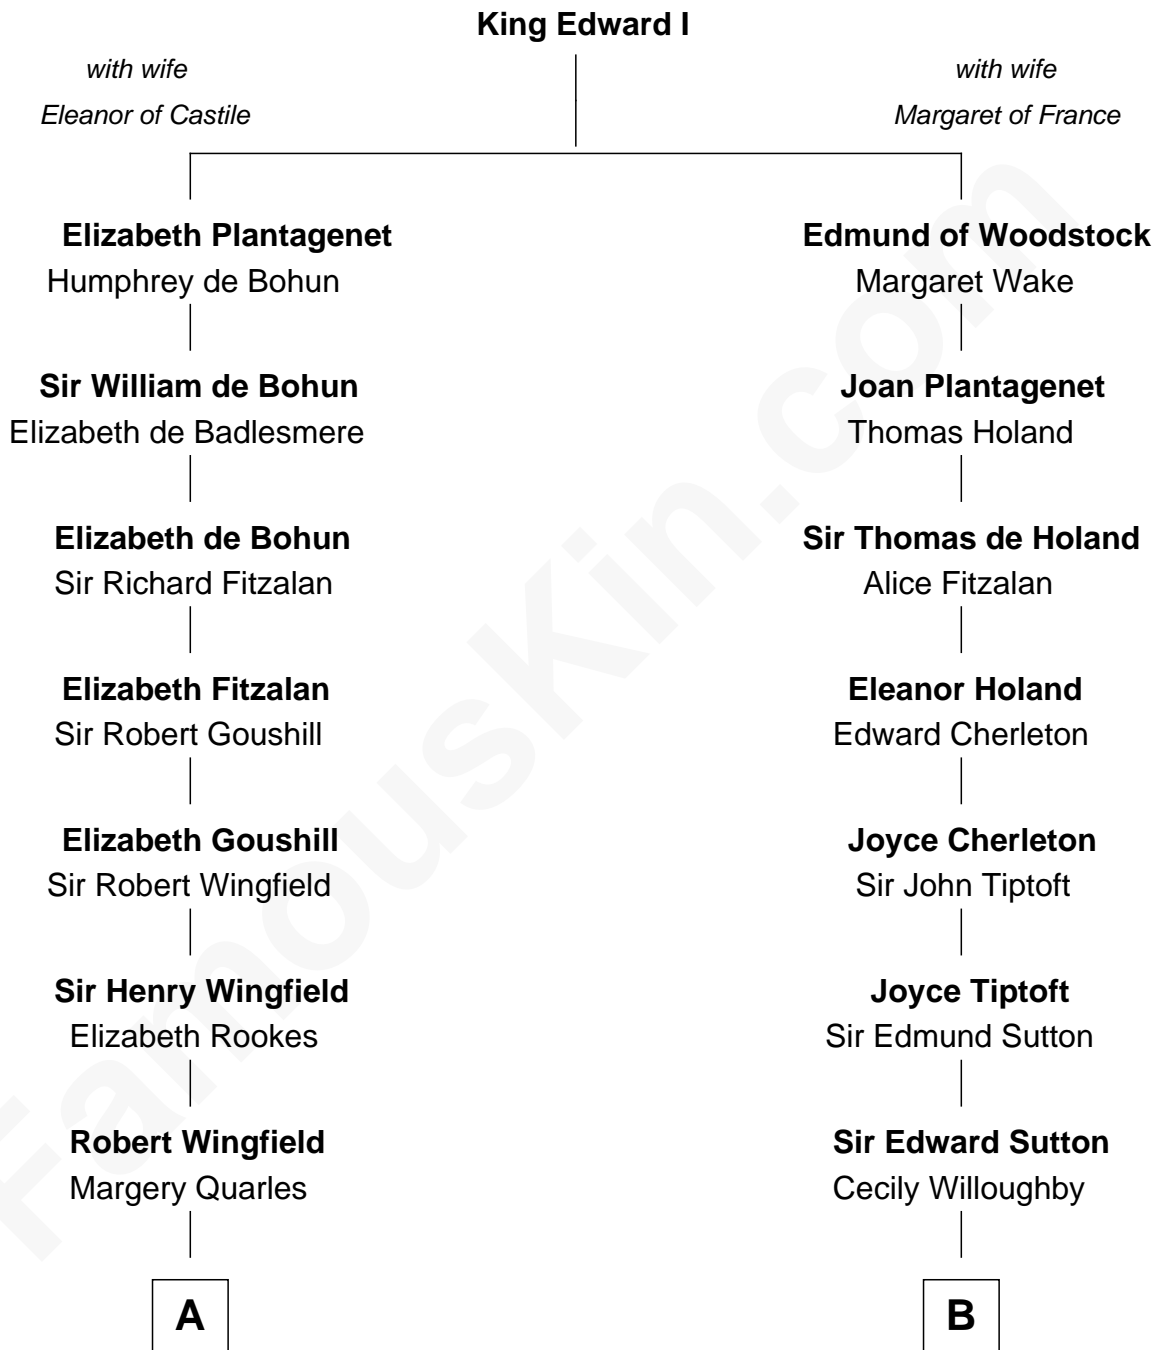 King Edward I
with wife
Eleanor of Castile
with wife
Margaret of France
Elizabeth Plantagenet
Humphrey de Bohun
Edmund of Woodstock
Margaret Wake
Sir William de Bohun
Elizabeth de Badlesmere
Joan Plantagenet
Thomas Holand
Elizabeth de Bohun
Sir Richard Fitzalan
Sir Thomas de Holand
Alice Fitzalan
Elizabeth Fitzalan
Sir Robert Goushill
Eleanor Holand
Edward Cherleton
Elizabeth Goushill
Sir Robert Wingfield
Joyce Cherleton
Sir John Tiptoft
Sir Henry Wingfield
Elizabeth Rookes
Joyce Tiptoft
Sir Edmund Sutton
Robert Wingfield
Margery Quarles
Sir Edward Sutton
Cecily Willoughby
A
B
FamousKin.com